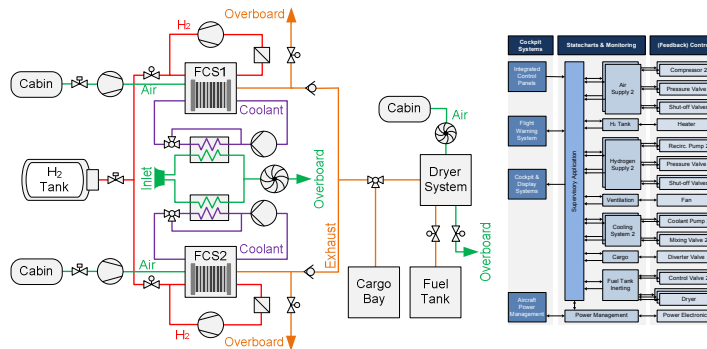 Overboard
H₂
FCS1
Cabin
Air
Coolant
H₂
Tank
Inlet
Overboard
Cabin
Air
Dryer
System
Exhaust
Coolant
FCS2
Cabin
Air
Cargo
Bay
Fuel
Tank
Overboard
H₂
Overboard
Cockpit
Systems
Statecharts & Monitoring
(Feedback) Contr
Integrated
Control
Panels
Flight
Warning
System
Cockpit &
Display
Systems
Aircraft
Power
Management
Supervisory Application
Air
Supply 2
H₂ Tank
Hydrogen
Supply 2
Ventilation
Cooling
System 2
Cargo
Fuel Tank
Inerting
Power Management
Compressor 2
Pressure Valve
Shut-off Valves
Heater
Recirc. Pump 2
Pressure Valve
Shut-off Valves
Fan
Coolant Pump
Mixing Valve 2
Diverter Valve
Control Valve 2
Dryer
Power Electronic